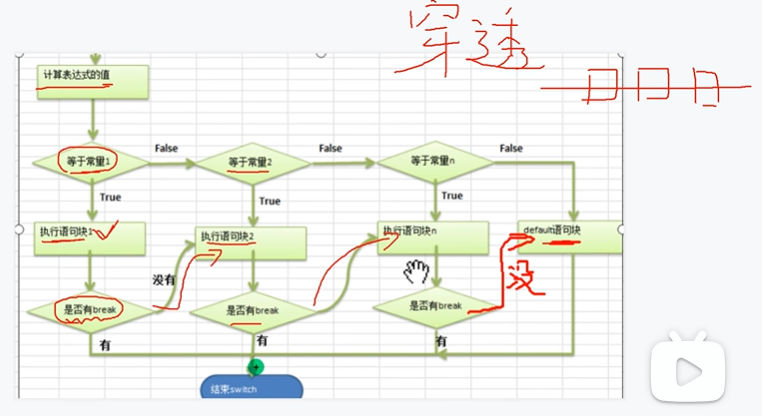 穿透
计算表达式的值
False
False
False
等于常量1
等于常量2
等于常量n
True
True
True
执行语句块1
执行语句块2
执行语句块n
default语句块
没有
没
是否有break
是否有break
是否有break
有
有
有
结束switch